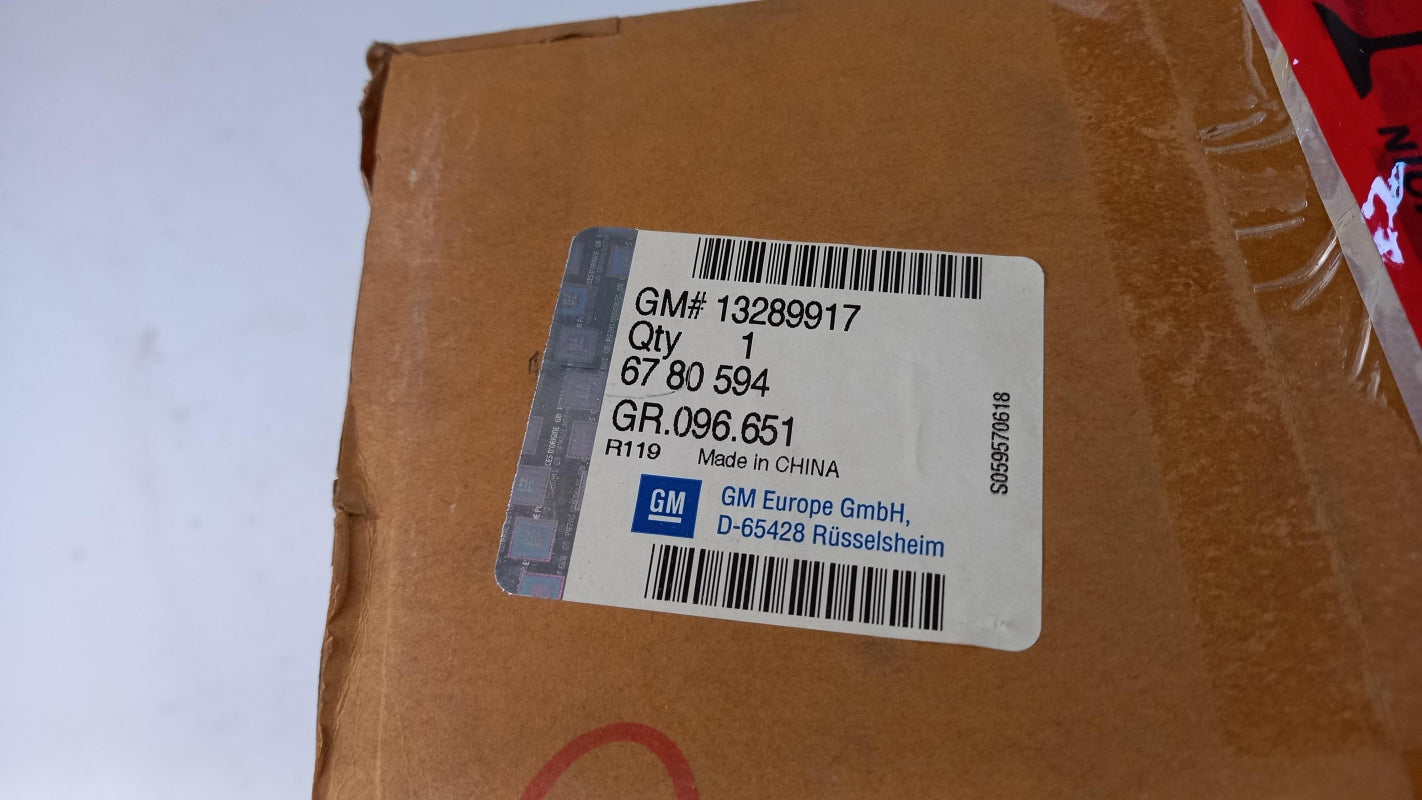 GM# 13289917
Qty 1
67 80 594
GR.096.651
R119 Made in CHINA
GM
GM Europe GmbH,
D-65428 Rüsselsheim
S059570618